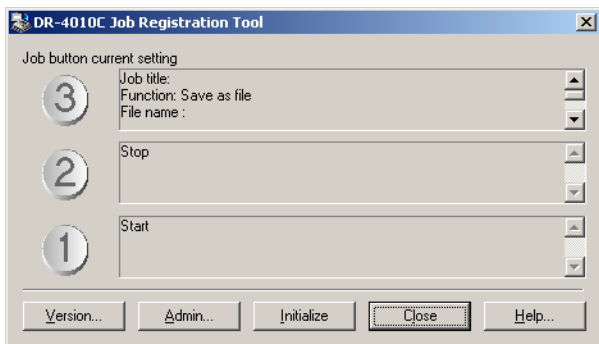 DR-4010C Job Registration Tool
Job button current setting
3
Job title:
Function: Save as file
File name :
2
Stop
1
Start
Version... Admin... Initialize Close Help...